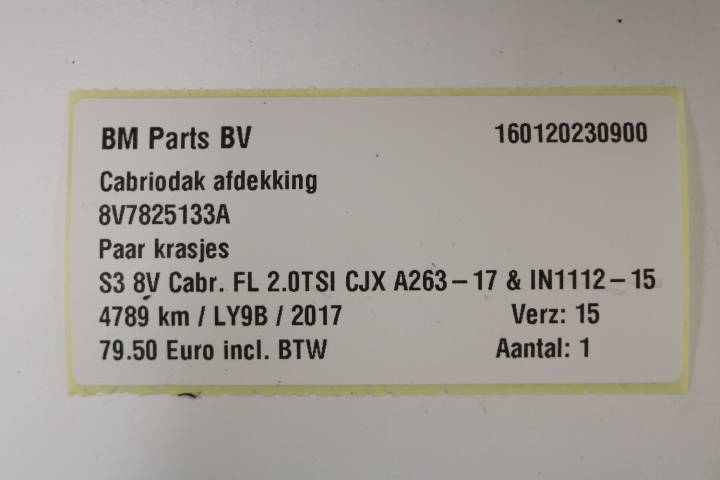 BM Parts BV 160120230900
Cabriodak afdekking
8V7825133A
Paar krasjes
S3 8V Cabr. FL 2.0TSI CJX A263-17 & IN1112-15
4789 km / LY9B / 2017 Verz: 15
79.50 Euro incl. BTW Aantal: 1